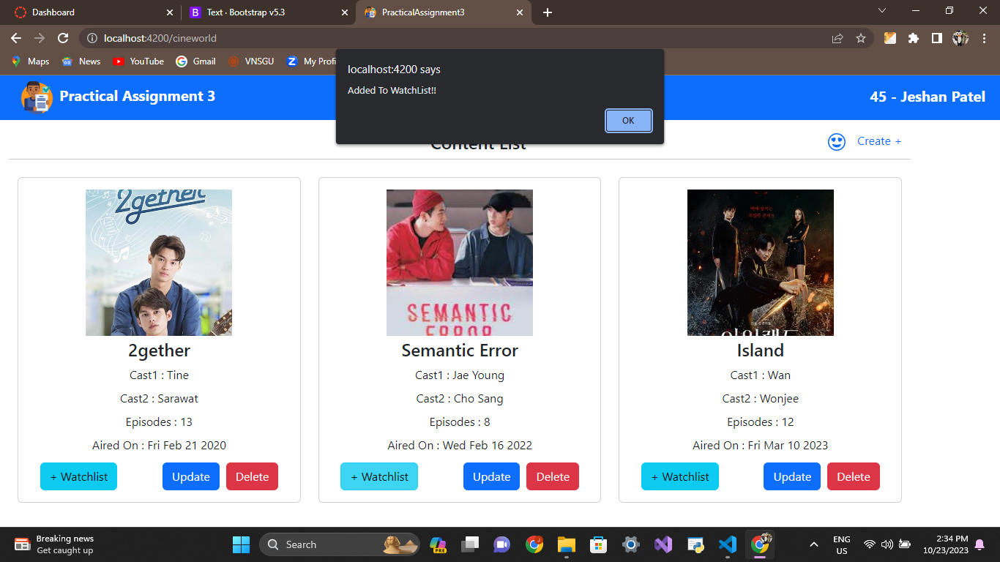 Dashboard
Text · Bootstrap v5.3
PracticalAssignment3
localhost:4200/cineworld
Maps
News
YouTube
Gmail
VNSGU
My Profi
localhost:4200 says
Added To WatchList!!
OK
Practical Assignment 3
45 - Jeshan Patel
Content List
Create +
2gether
2gether
Cast1 : Tine
Cast2 : Sarawat
Episodes : 13
Aired On : Fri Feb 21 2020
+ Watchlist
Update
Delete
SEMANTIC
ERROR
Semantic Error
Cast1 : Jae Young
Cast2 : Cho Sang
Episodes : 8
Aired On : Wed Feb 16 2022
+ Watchlist
Update
Delete
Island
Cast1 : Wan
Cast2 : Wonjee
Episodes : 12
Aired On : Fri Mar 10 2023
+ Watchlist
Update
Delete
Breaking news
Get caught up
Search
PRE
ENG
US
2:34 PM
10/23/2023